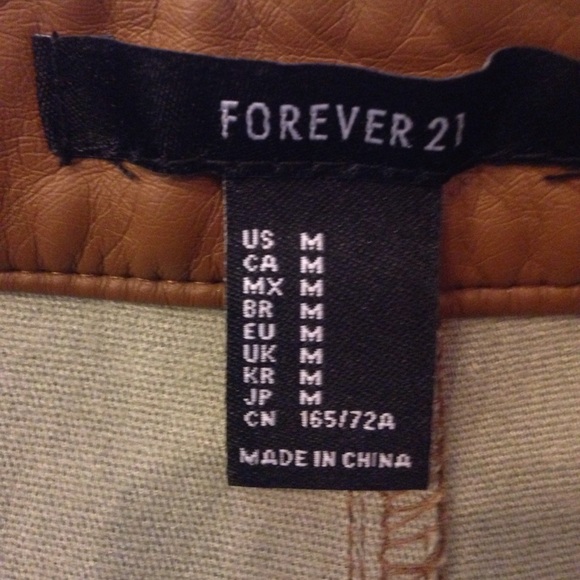 FOREVER 21
US M
CA M
MX M
BR M
EU M
UK M
KR M
JP M
CN 165/72A
MADE IN CHINA